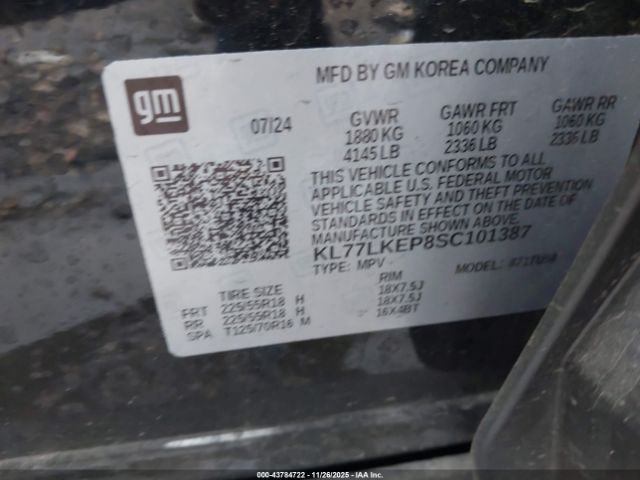 gm
MFD BY GM KOREA COMPANY
07/24
GVWR GAWR FRT GAWR RR
1880 KG 1060 KG 1060 KG
4145 LB 2336 LB 2336 LB
THIS VEHICLE CONFORMS TO ALL
APPLICABLE U.S. FEDERAL MOTOR
VEHICLE SAFETY AND THEFT PREVENTION
STANDARDS IN EFFECT ON THE DATE OF
MANUFACTURE SHOWN ABOVE.
KL77LKEP8SC101387
TYPE: MPV MODEL:
TIRE SIZE RIM
FRT 225/55R18 H 18X7.5J
RR 225/55R18 H 18X7.5J
SPA T125/70R16 M 16X4BT
000-43784722 11/26/2025 IAAI.com